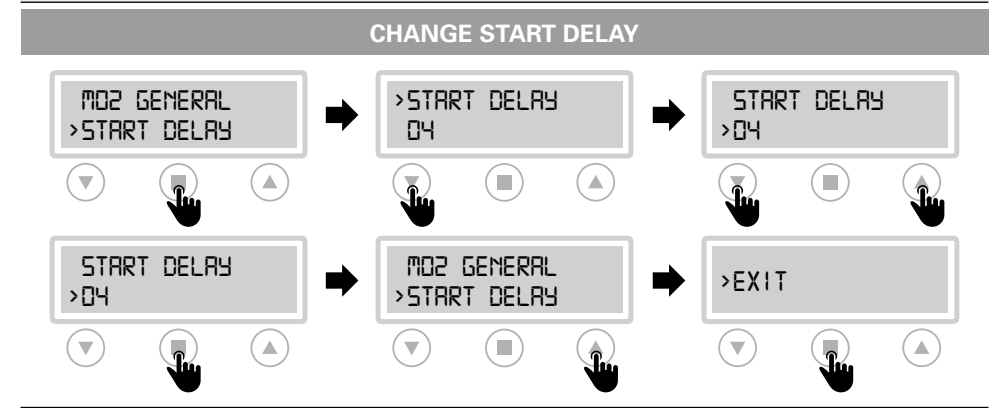 CHANGE START DELAY
M02 GENERAL
>START DELAY
>START DELAY
04
START DELAY
>04
START DELAY
>04
M02 GENERAL
>START DELAY
>EXIT